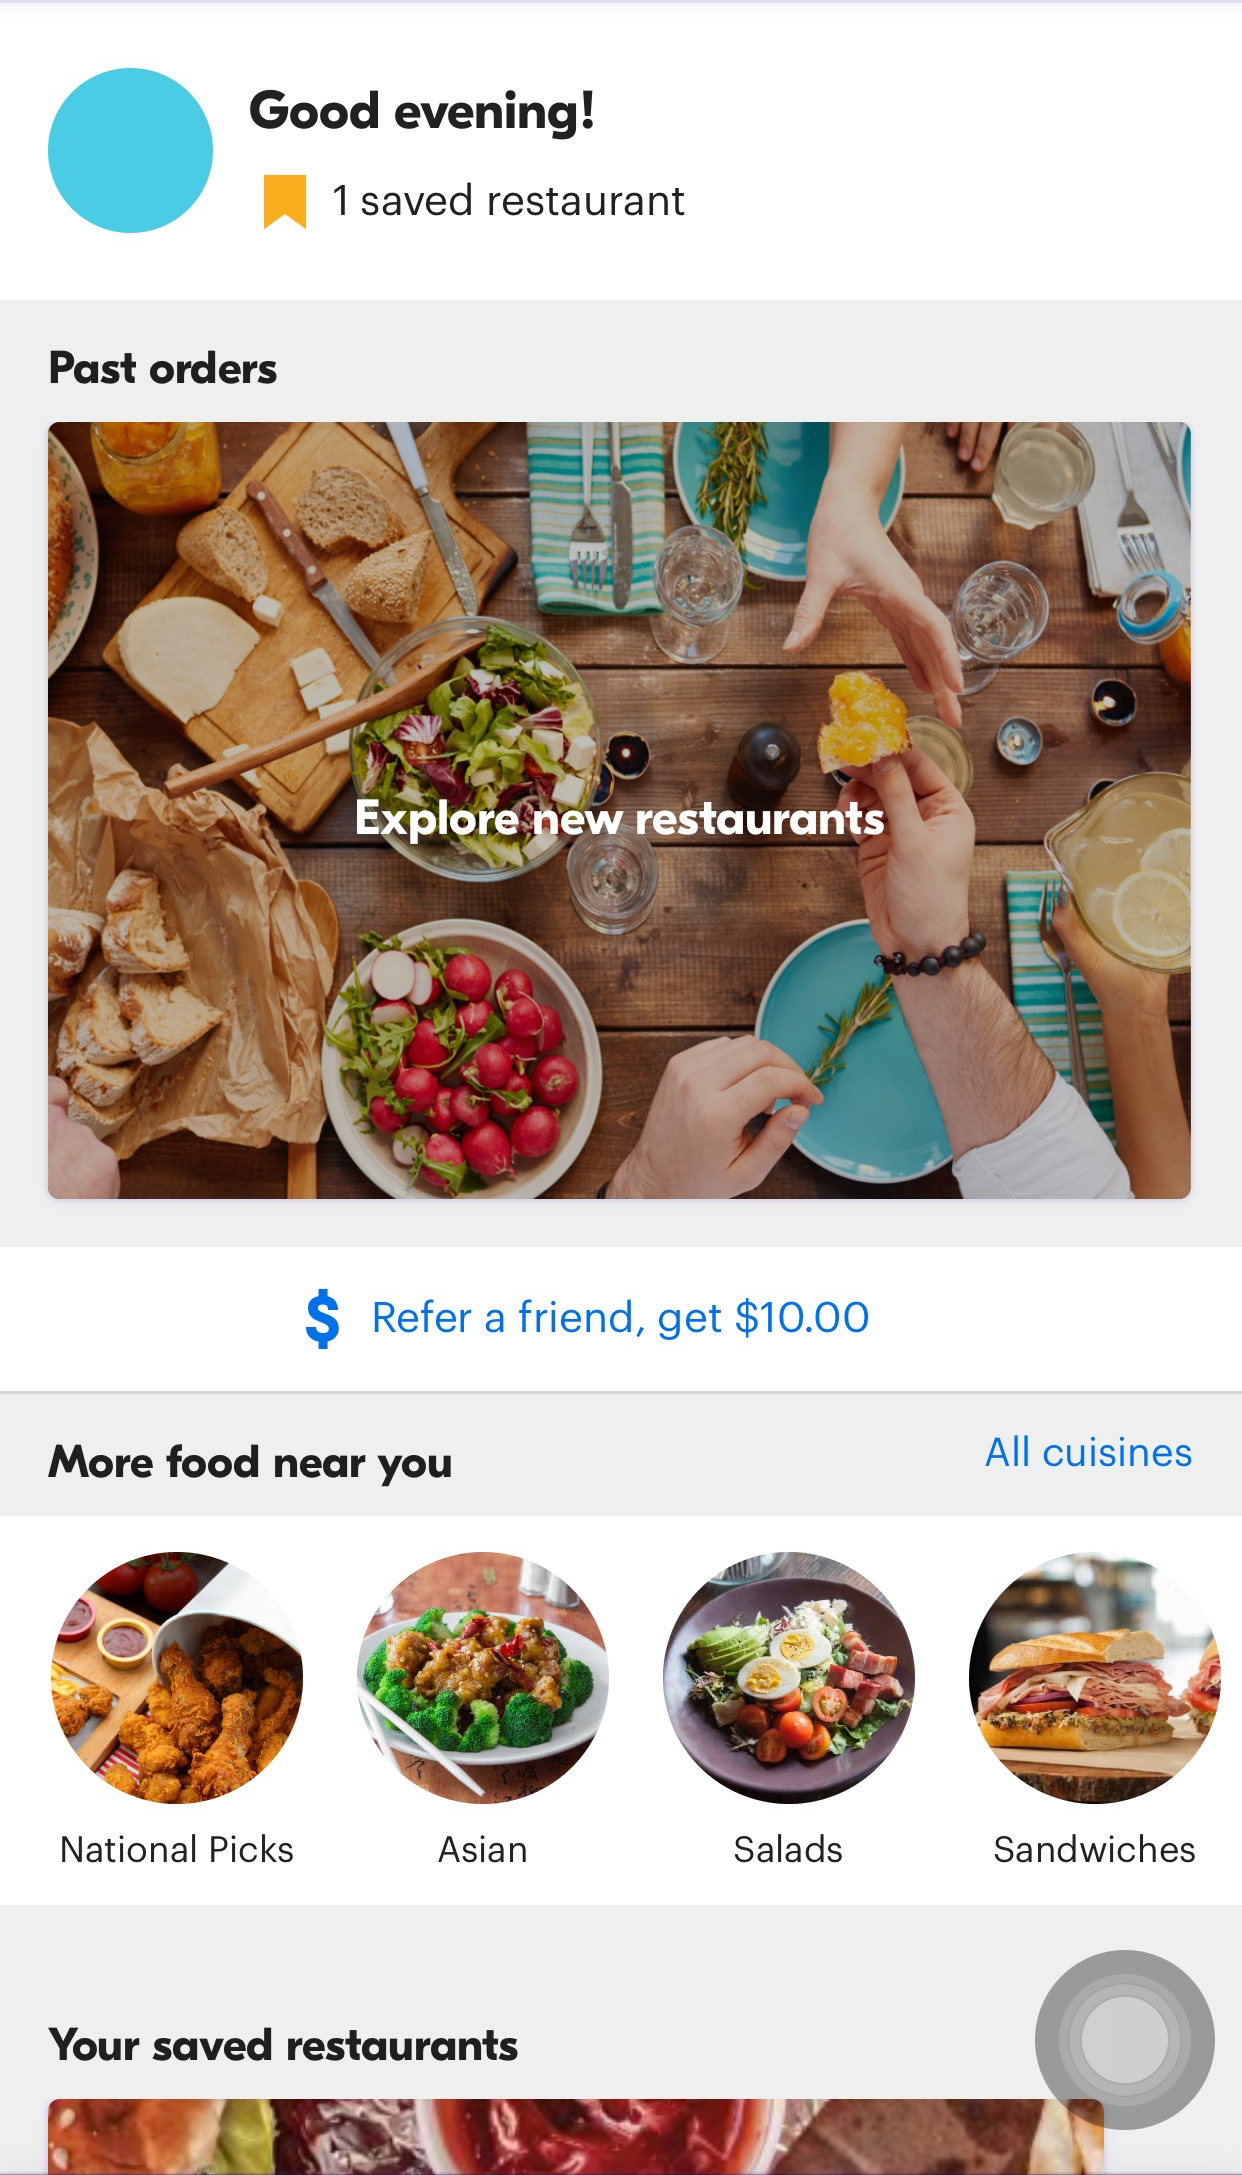 Good evening!
1 saved restaurant
Past orders
Explore new restaurants
$ Refer a friend, get $10.00
More food near you
All cuisines
National Picks
Asian
Salads
Sandwiches
Your saved restaurants